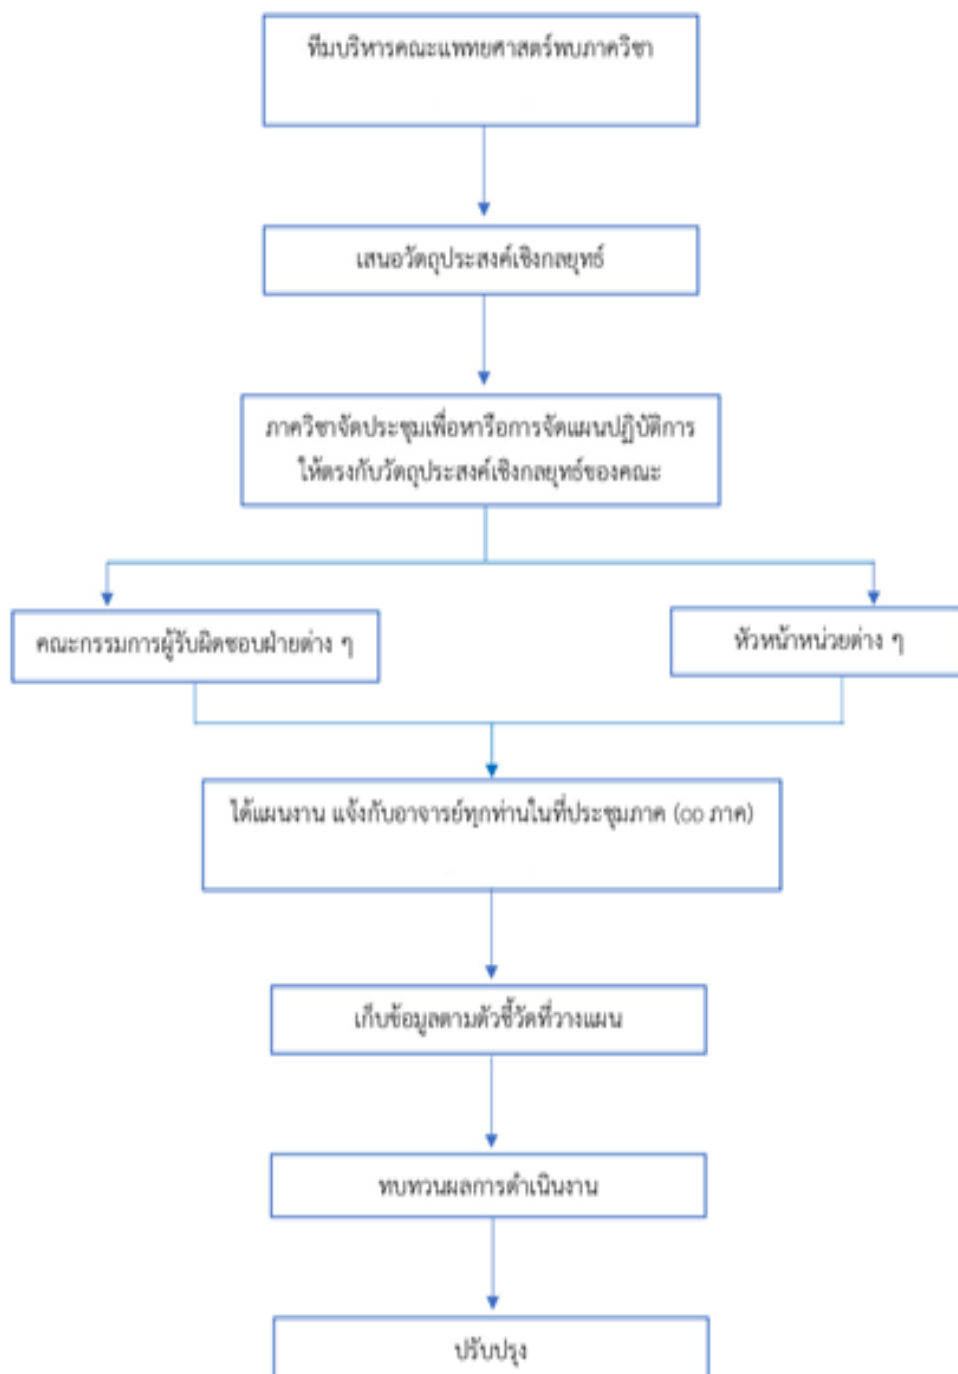 ทีมบริหารคณะแพทยศาสตร์พบภาควิชา
เสนอวัตถุประสงค์เชิงกลยุทธ์
ภาควิชาจัดประชุมเพื่อหารือการจัดแผนปฏิบัติการ
ให้ตรงกับวัตถุประสงค์เชิงกลยุทธ์ของคณะ
คณะกรรมการผู้รับผิดชอบฝ่ายต่าง ๆ
หัวหน้าหน่วยต่าง ๆ
ได้แผนงาน แจ้งกับอาจารย์ทุกท่านในที่ประชุมภาค (๐๐ ภาค)
เก็บข้อมูลตามตัวชี้วัดที่วางแผน
ทบทวนผลการดำเนินงาน
ปรับปรุง